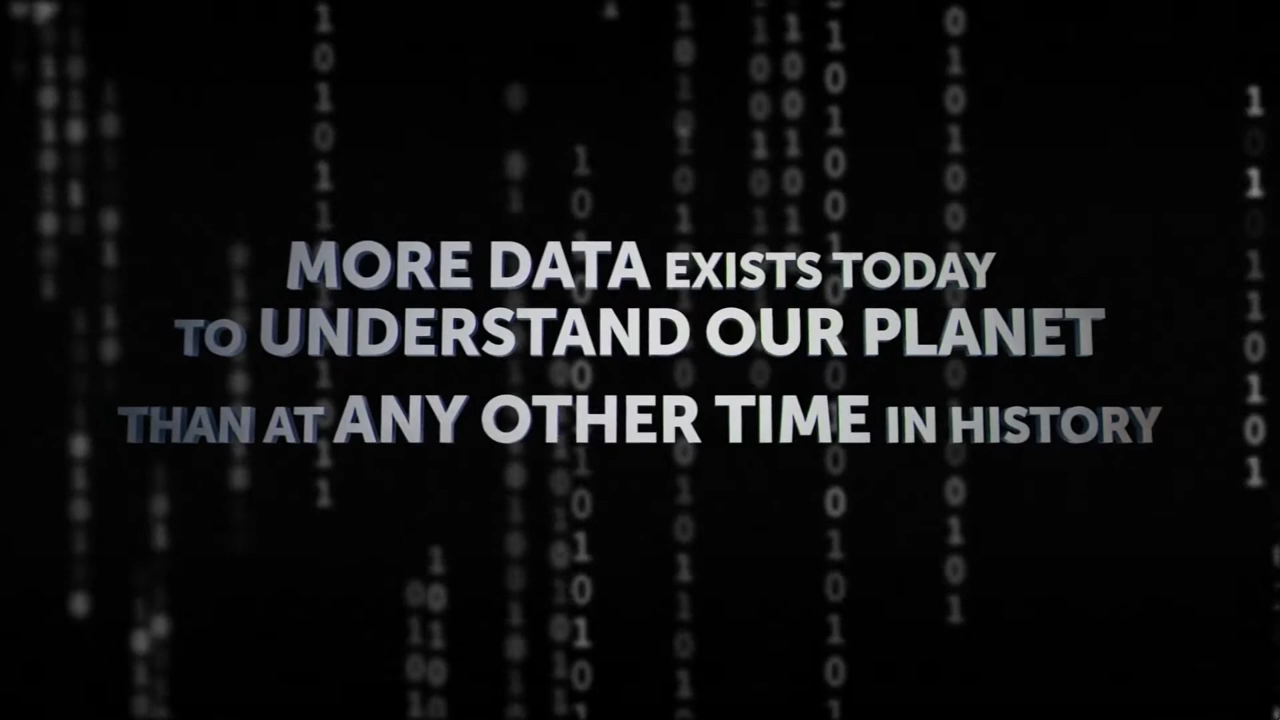 MORE DATA EXISTS TODAY
TO UNDERSTAND OUR PLANET
THAN AT ANY OTHER TIME IN HISTORY